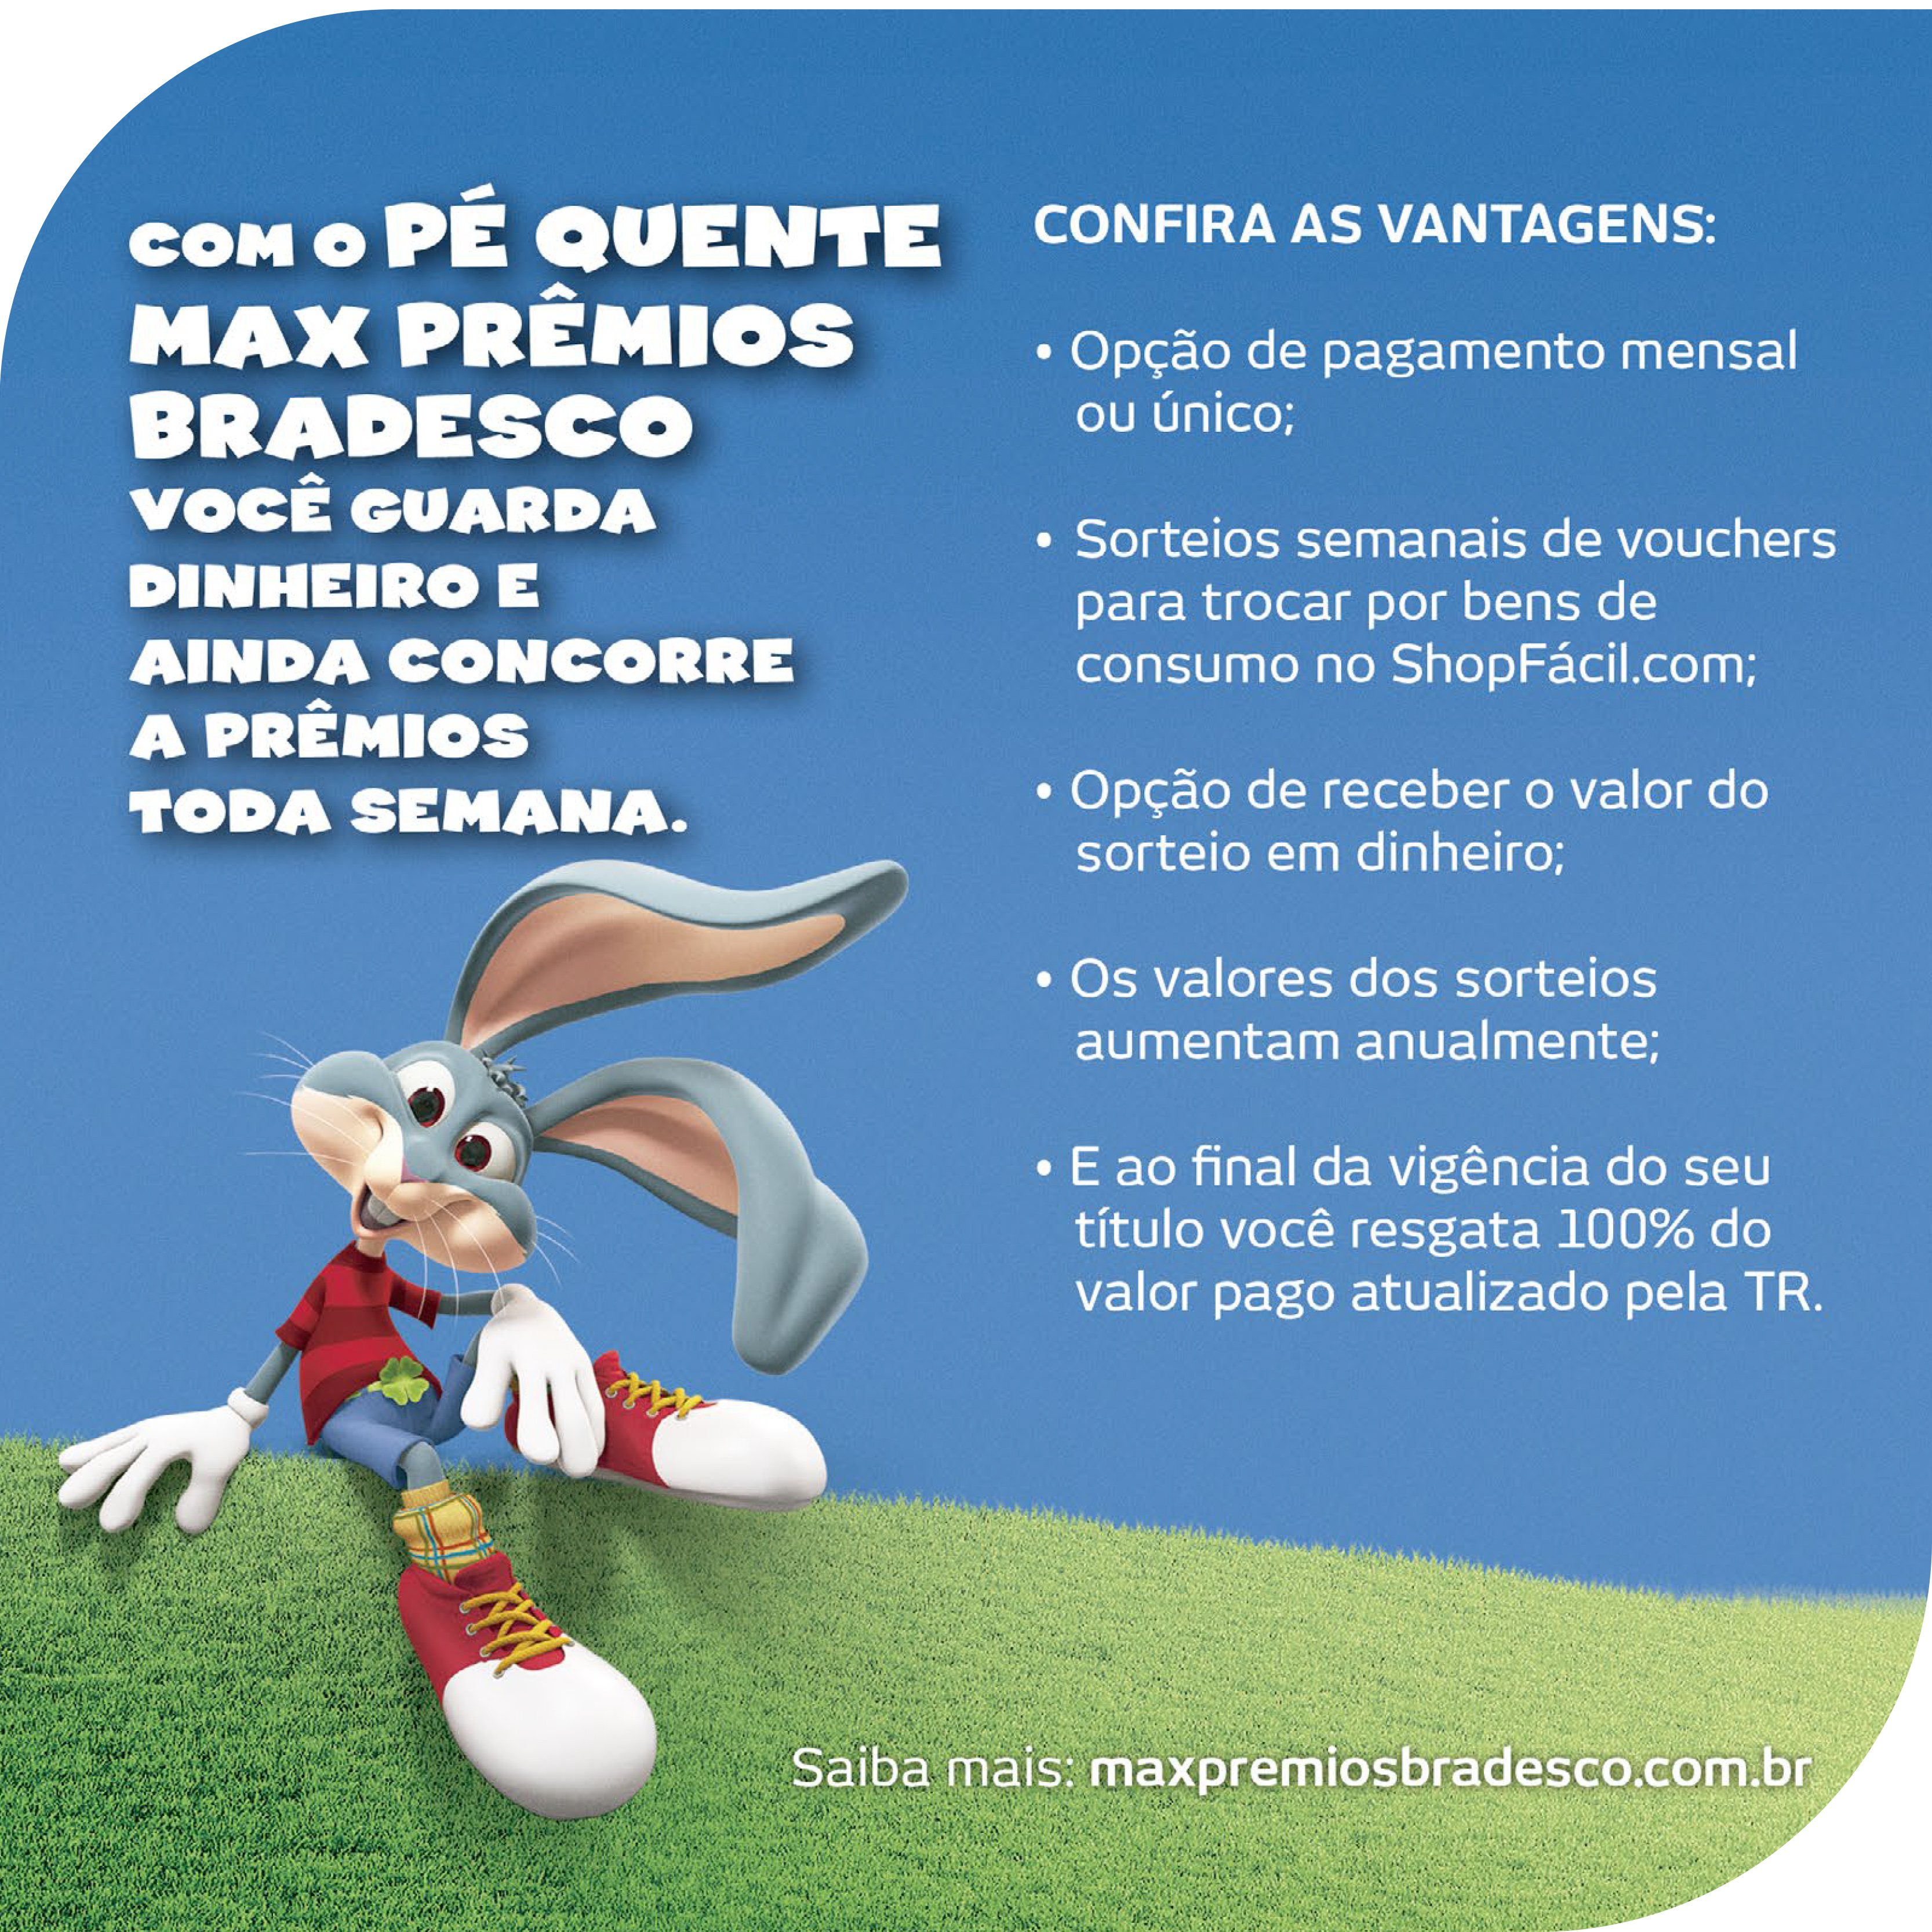 COM O PÉ QUENTE
MAX PRÊMIOS
BRADESCO
VOCÊ GUARDA
DINHEIRO E
AINDA CONCORRE
A PRÊMIOS
TODA SEMANA.
CONFIRA AS VANTAGENS:
• Opção de pagamento mensal
ou único;
• Sorteios semanais de vouchers
para trocar por bens de
consumo no ShopFácil.com;
• Opção de receber o valor do
sorteio em dinheiro;
• Os valores dos sorteios
aumentam anualmente;
• E ao final da vigência do seu
título você resgata 100% do
valor pago atualizado pela TR.
Saiba mais: maxpremiosbradesco.com.br